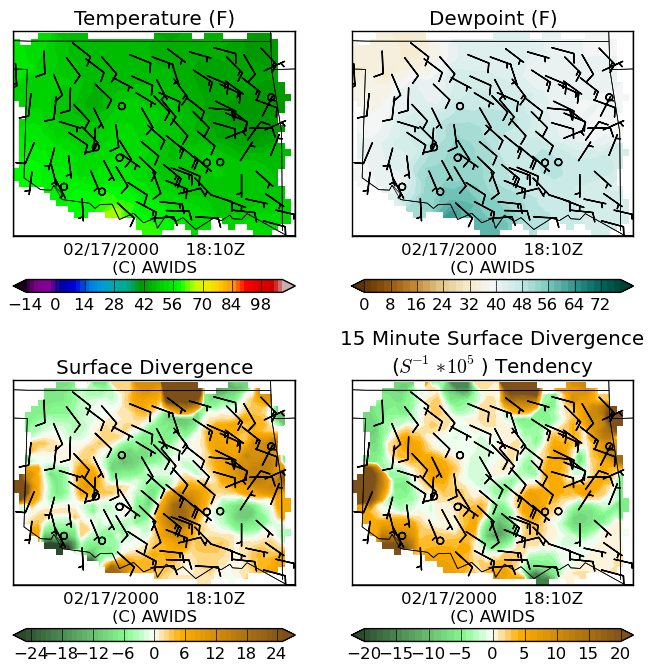 Temperature (F)
Dewpoint (F)
02/17/2000 18:10Z
(C) AWIDS
02/17/2000 18:10Z
(C) AWIDS
−14 0 14 28 42 56 70 84 98
0 8 16 24 32 40 48 56 64 72
Surface Divergence
15 Minute Surface Divergence
(S⁻¹ *10⁵ ) Tendency
02/17/2000 18:10Z
(C) AWIDS
02/17/2000 18:10Z
(C) AWIDS
−24 −18 −12 −6 0 6 12 18 24
−20 −15 −10 −5 0 5 10 15 20